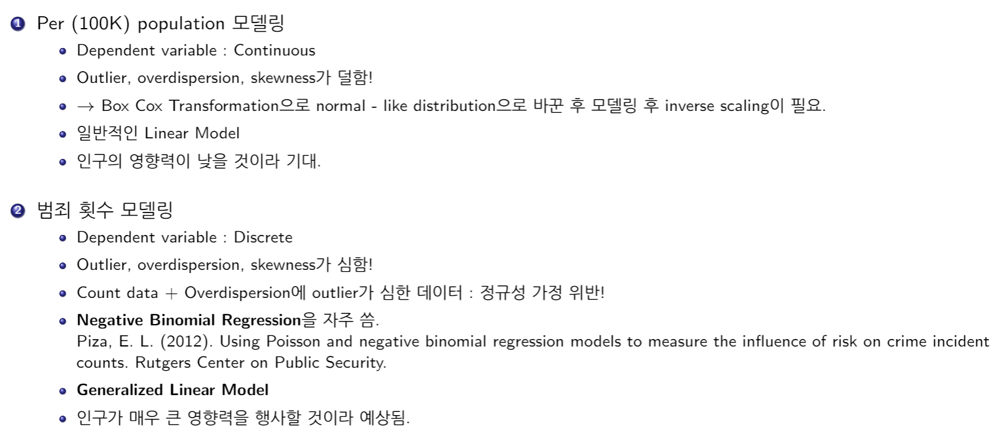 1 Per (100K) population 모델링
Dependent variable : Continuous
Outlier, overdispersion, skewness가 덜함!
→ Box Cox Transformation으로 normal - like distribution으로 바꾼 후 모델링 후 inverse scaling이 필요.
일반적인 Linear Model
인구의 영향력이 낮을 것이라 기대.
2 범죄 횟수 모델링
Dependent variable : Discrete
Outlier, overdispersion, skewness가 심함!
Count data + Overdispersion에 outlier가 심한 데이터 : 정규성 가정 위반!
Negative Binomial Regression을 자주 씀.
Piza, E. L. (2012). Using Poisson and negative binomial regression models to measure the influence of risk on crime incident
counts. Rutgers Center on Public Security.
Generalized Linear Model
인구가 매우 큰 영향력을 행사할 것이라 예상됨.